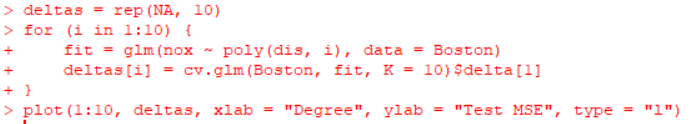 > deltas = rep(NA, 10)
> for (i in 1:10) {
+     fit = glm(nox ~ poly(dis, i), data = Boston)
+     deltas[i] = cv.glm(Boston, fit, K = 10)$delta[1]
+ }
> plot(1:10, deltas, xlab = "Degree", ylab = "Test MSE", type = "l")